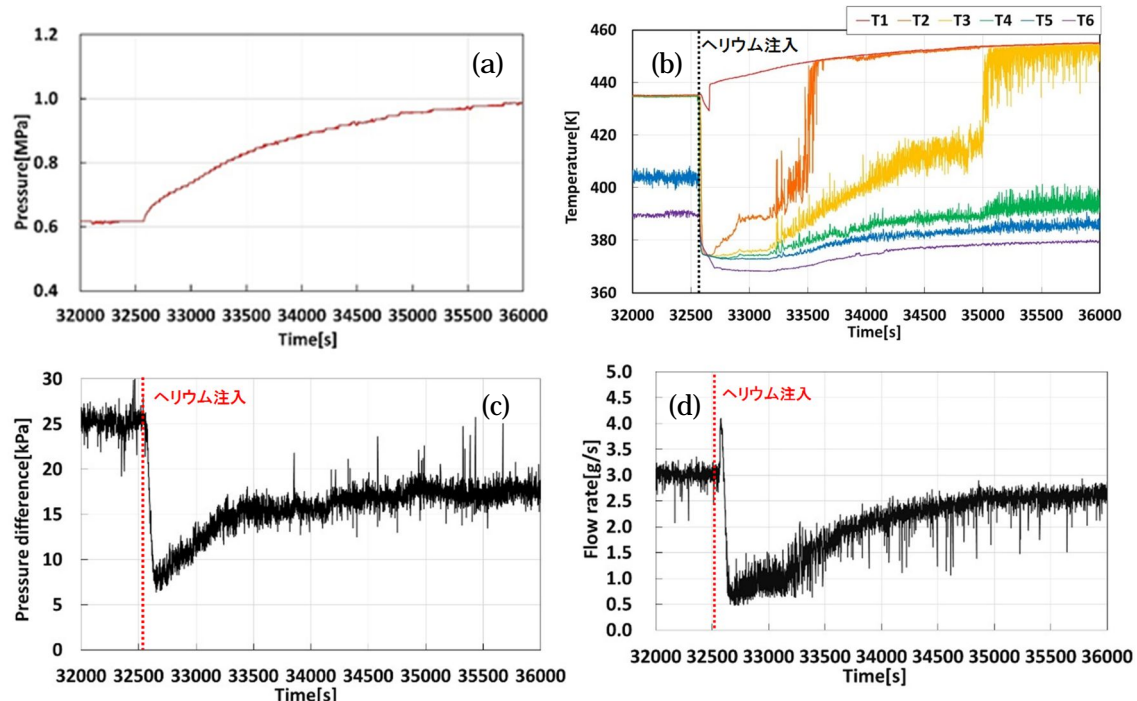 1.2
1.0
0.8
0.6
0.4
Pressure[MPa]
(a)
32000 32500 33000 33500 34000 34500 35000 35500 36000
Time[s]
T1 T2 T3 T4 T5 T6
460
440
420
400
380
360
Temperature[K]
ヘリウム注入
(b)
32000 32500 33000 33500 34000 34500 35000 35500 36000
Time[s]
30
25
20
15
10
5
0
Pressure difference[kPa]
ヘリウム注入
(c)
32000 32500 33000 33500 34000 34500 35000 35500 36000
Time[s]
5.0
4.5
4.0
3.5
3.0
2.5
2.0
1.5
1.0
0.5
0.0
Flow rate[g/s]
ヘリウム注入
(d)
32000 32500 33000 33500 34000 34500 35000 35500 36000
Time[s]